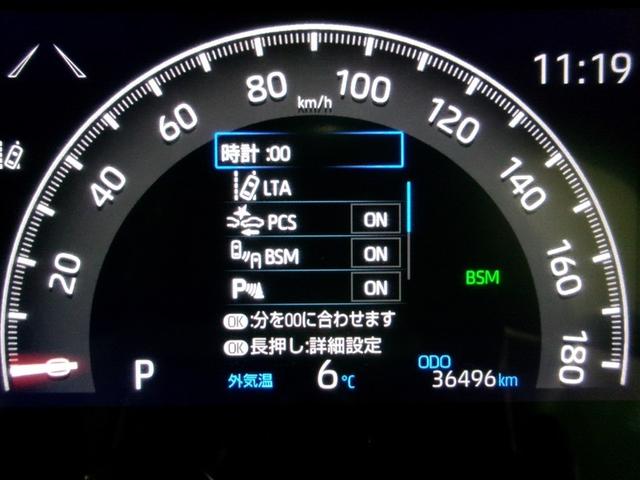 11:19
80 100
km/h
60 120
40 140
20 160
0 180
時計 :00
LTA
PCS ON
BSM ON
P ON
BSM
OK :分を00に合わせます
OK 長押し:詳細設定
P 外気温 6℃ ODO 36496km